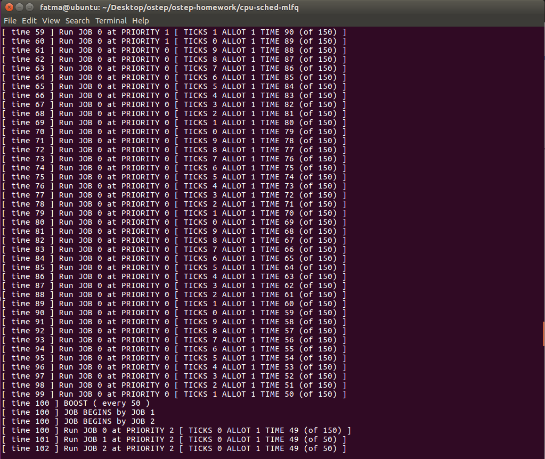 fatma@ubuntu: ~/Desktop/ostep/ostep-homework/cpu-sched-mlfq
File Edit View Search Terminal Help
[ time 59 ] Run JOB 0 at PRIORITY 1 [ TICKS 1 ALLOT 1 TIME 90 (of 150) ]
[ time 60 ] Run JOB 0 at PRIORITY 1 [ TICKS 0 ALLOT 1 TIME 89 (of 150) ]
[ time 61 ] Run JOB 0 at PRIORITY 0 [ TICKS 9 ALLOT 1 TIME 88 (of 150) ]
[ time 62 ] Run JOB 0 at PRIORITY 0 [ TICKS 8 ALLOT 1 TIME 87 (of 150) ]
[ time 63 ] Run JOB 0 at PRIORITY 0 [ TICKS 7 ALLOT 1 TIME 86 (of 150) ]
[ time 64 ] Run JOB 0 at PRIORITY 0 [ TICKS 6 ALLOT 1 TIME 85 (of 150) ]
[ time 65 ] Run JOB 0 at PRIORITY 0 [ TICKS 5 ALLOT 1 TIME 84 (of 150) ]
[ time 66 ] Run JOB 0 at PRIORITY 0 [ TICKS 4 ALLOT 1 TIME 83 (of 150) ]
[ time 67 ] Run JOB 0 at PRIORITY 0 [ TICKS 3 ALLOT 1 TIME 82 (of 150) ]
[ time 68 ] Run JOB 0 at PRIORITY 0 [ TICKS 2 ALLOT 1 TIME 81 (of 150) ]
[ time 69 ] Run JOB 0 at PRIORITY 0 [ TICKS 1 ALLOT 1 TIME 80 (of 150) ]
[ time 70 ] Run JOB 0 at PRIORITY 0 [ TICKS 0 ALLOT 1 TIME 79 (of 150) ]
[ time 71 ] Run JOB 0 at PRIORITY 0 [ TICKS 9 ALLOT 1 TIME 78 (of 150) ]
[ time 72 ] Run JOB 0 at PRIORITY 0 [ TICKS 8 ALLOT 1 TIME 77 (of 150) ]
[ time 73 ] Run JOB 0 at PRIORITY 0 [ TICKS 7 ALLOT 1 TIME 76 (of 150) ]
[ time 74 ] Run JOB 0 at PRIORITY 0 [ TICKS 6 ALLOT 1 TIME 75 (of 150) ]
[ time 75 ] Run JOB 0 at PRIORITY 0 [ TICKS 5 ALLOT 1 TIME 74 (of 150) ]
[ time 76 ] Run JOB 0 at PRIORITY 0 [ TICKS 4 ALLOT 1 TIME 73 (of 150) ]
[ time 77 ] Run JOB 0 at PRIORITY 0 [ TICKS 3 ALLOT 1 TIME 72 (of 150) ]
[ time 78 ] Run JOB 0 at PRIORITY 0 [ TICKS 2 ALLOT 1 TIME 71 (of 150) ]
[ time 79 ] Run JOB 0 at PRIORITY 0 [ TICKS 1 ALLOT 1 TIME 70 (of 150) ]
[ time 80 ] Run JOB 0 at PRIORITY 0 [ TICKS 0 ALLOT 1 TIME 69 (of 150) ]
[ time 81 ] Run JOB 0 at PRIORITY 0 [ TICKS 9 ALLOT 1 TIME 68 (of 150) ]
[ time 82 ] Run JOB 0 at PRIORITY 0 [ TICKS 8 ALLOT 1 TIME 67 (of 150) ]
[ time 83 ] Run JOB 0 at PRIORITY 0 [ TICKS 7 ALLOT 1 TIME 66 (of 150) ]
[ time 84 ] Run JOB 0 at PRIORITY 0 [ TICKS 6 ALLOT 1 TIME 65 (of 150) ]
[ time 85 ] Run JOB 0 at PRIORITY 0 [ TICKS 5 ALLOT 1 TIME 64 (of 150) ]
[ time 86 ] Run JOB 0 at PRIORITY 0 [ TICKS 4 ALLOT 1 TIME 63 (of 150) ]
[ time 87 ] Run JOB 0 at PRIORITY 0 [ TICKS 3 ALLOT 1 TIME 62 (of 150) ]
[ time 88 ] Run JOB 0 at PRIORITY 0 [ TICKS 2 ALLOT 1 TIME 61 (of 150) ]
[ time 89 ] Run JOB 0 at PRIORITY 0 [ TICKS 1 ALLOT 1 TIME 60 (of 150) ]
[ time 90 ] Run JOB 0 at PRIORITY 0 [ TICKS 0 ALLOT 1 TIME 59 (of 150) ]
[ time 91 ] Run JOB 0 at PRIORITY 0 [ TICKS 9 ALLOT 1 TIME 58 (of 150) ]
[ time 92 ] Run JOB 0 at PRIORITY 0 [ TICKS 8 ALLOT 1 TIME 57 (of 150) ]
[ time 93 ] Run JOB 0 at PRIORITY 0 [ TICKS 7 ALLOT 1 TIME 56 (of 150) ]
[ time 94 ] Run JOB 0 at PRIORITY 0 [ TICKS 6 ALLOT 1 TIME 55 (of 150) ]
[ time 95 ] Run JOB 0 at PRIORITY 0 [ TICKS 5 ALLOT 1 TIME 54 (of 150) ]
[ time 96 ] Run JOB 0 at PRIORITY 0 [ TICKS 4 ALLOT 1 TIME 53 (of 150) ]
[ time 97 ] Run JOB 0 at PRIORITY 0 [ TICKS 3 ALLOT 1 TIME 52 (of 150) ]
[ time 98 ] Run JOB 0 at PRIORITY 0 [ TICKS 2 ALLOT 1 TIME 51 (of 150) ]
[ time 99 ] Run JOB 0 at PRIORITY 0 [ TICKS 1 ALLOT 1 TIME 50 (of 150) ]
[ time 100 ] BOOST ( every 50 )
[ time 100 ] JOB BEGINS by JOB 1
[ time 100 ] JOB BEGINS by JOB 2
[ time 100 ] Run JOB 0 at PRIORITY 2 [ TICKS 0 ALLOT 1 TIME 49 (of 150) ]
[ time 101 ] Run JOB 1 at PRIORITY 2 [ TICKS 0 ALLOT 1 TIME 49 (of 50) ]
[ time 102 ] Run JOB 2 at PRIORITY 2 [ TICKS 0 ALLOT 1 TIME 49 (of 50) ]